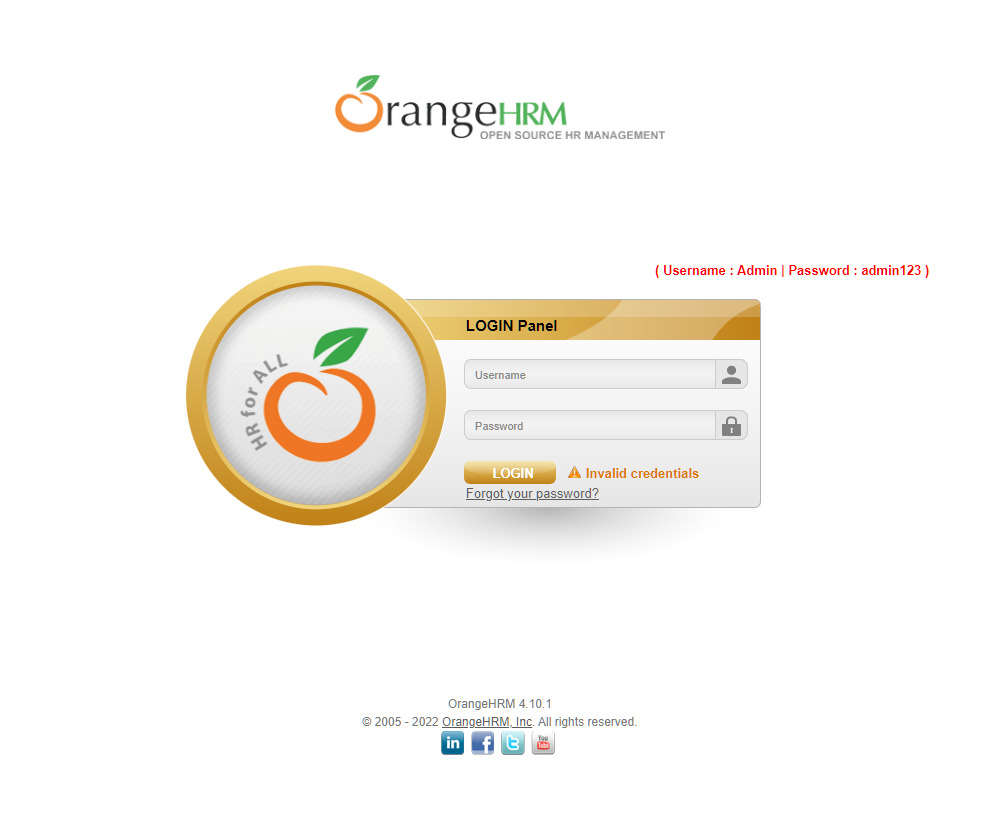 OrangeHRM
OPEN SOURCE HR MANAGEMENT
( Username : Admin | Password : admin123 )
HR for ALL
LOGIN Panel
Username
Password
LOGIN
Invalid credentials
Forgot your password?
OrangeHRM 4.10.1
© 2005 - 2022 OrangeHRM, Inc. All rights reserved.
in f t You Tube